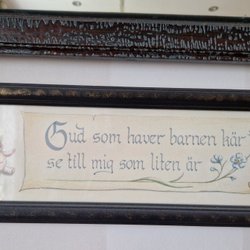 Gud som haver barnen kär
se till mig som liten är